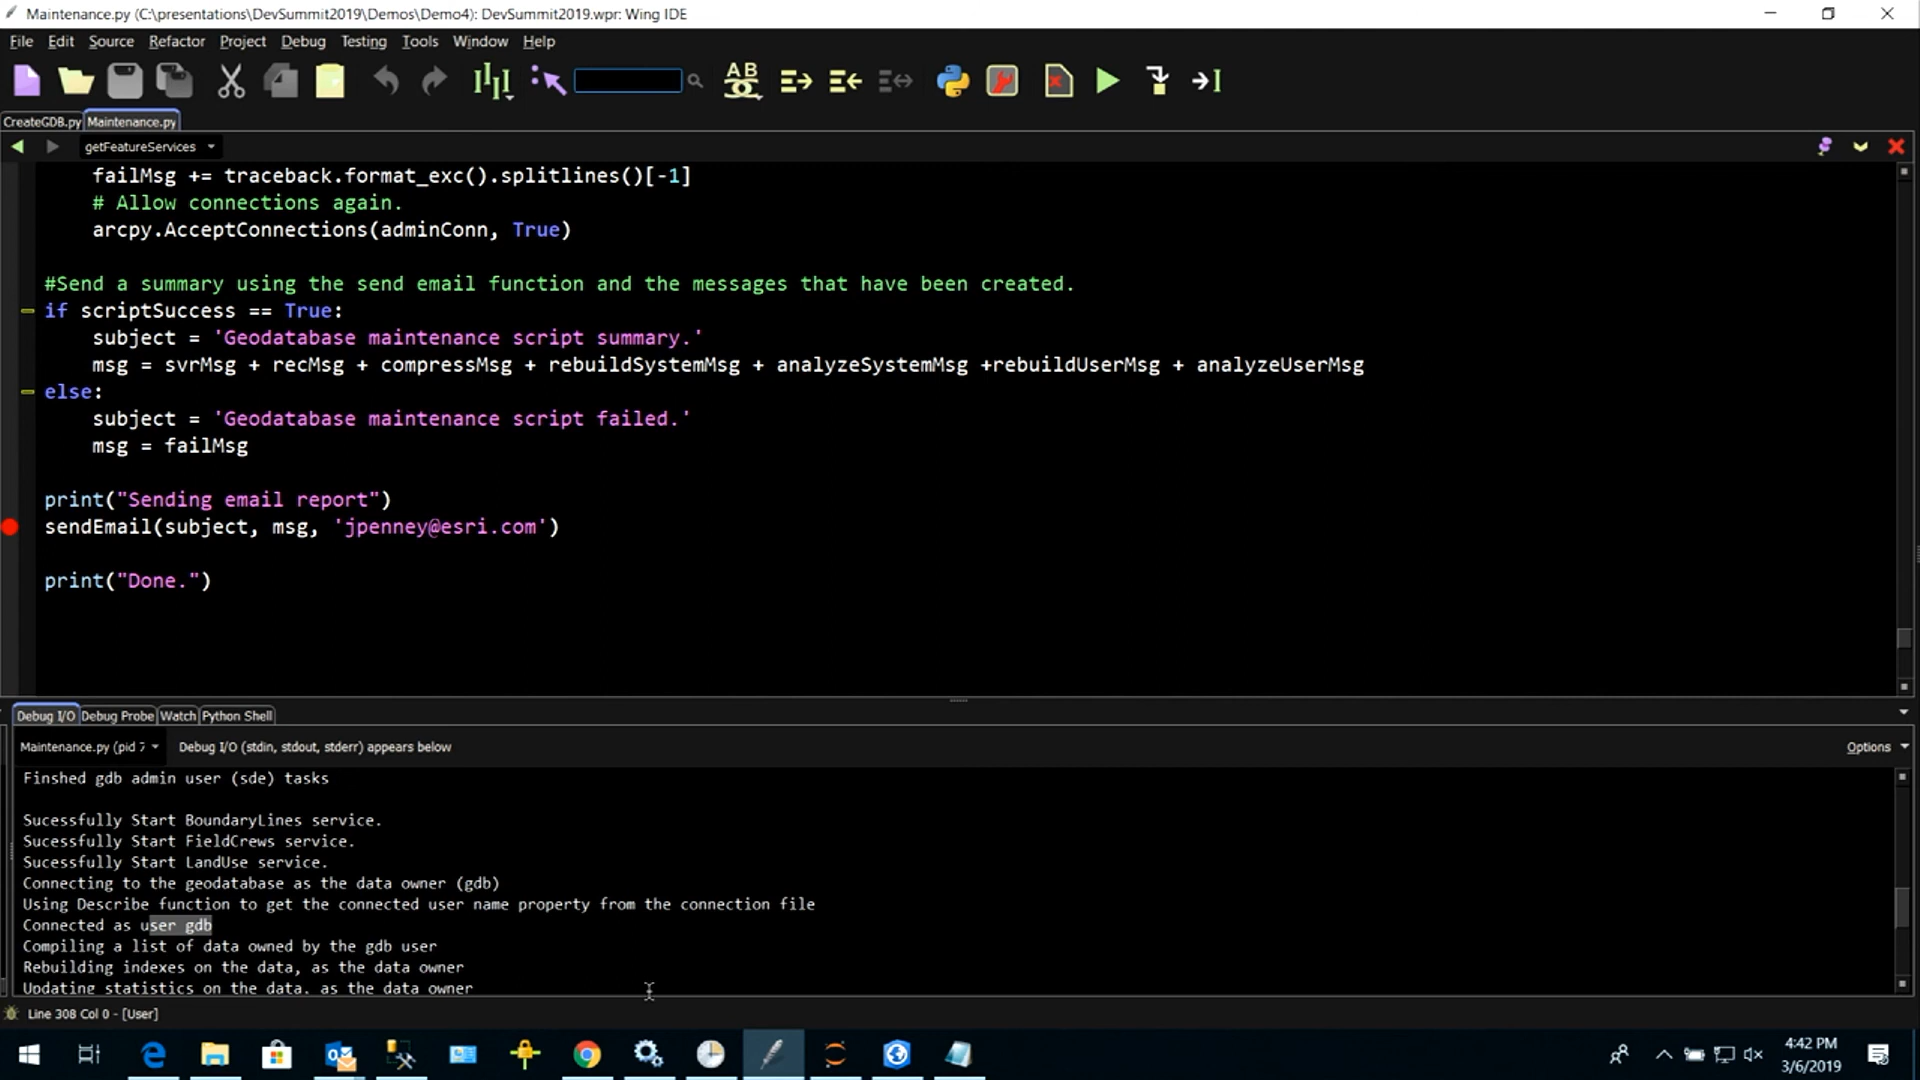 Maintenance.py (C:\presentations\DevSummit2019\Demos\Demo4): DevSummit2019.wpr: Wing IDE
File Edit Source Refactor Project Debug Testing Tools Window Help
AB
CreateGDB.py Maintenance.py
getFeatureServices
failMsg += traceback.format_exc().splitlines()[-1]
# Allow connections again.
arcpy.AcceptConnections(adminConn, True)
#Send a summary using the send email function and the messages that have been created.
if scriptSuccess == True:
subject = 'Geodatabase maintenance script summary.'
msg = svrMsg + recMsg + compressMsg + rebuildSystemMsg + analyzeSystemMsg +rebuildUserMsg + analyzeUserMsg
else:
subject = 'Geodatabase maintenance script failed.'
msg = failMsg
print("Sending email report")
sendEmail(subject, msg, 'jpenney@esri.com')
print("Done.")
Debug I/O Debug Probe Watch Python Shell
Maintenance.py (pid 7 Debug I/O (stdin, stdout, stderr) appears below Options
Finshed gdb admin user (sde) tasks
Sucessfully Start BoundaryLines service.
Sucessfully Start FieldCrews service.
Sucessfully Start LandUse service.
Connecting to the geodatabase as the data owner (gdb)
Using Describe function to get the connected user name property from the connection file
Connected as user gdb
Compiling a list of data owned by the gdb user
Rebuilding indexes on the data, as the data owner
Updating statistics on the data, as the data owner
Line 308 Col 0 - [User]
4:42 PM
3/6/2019